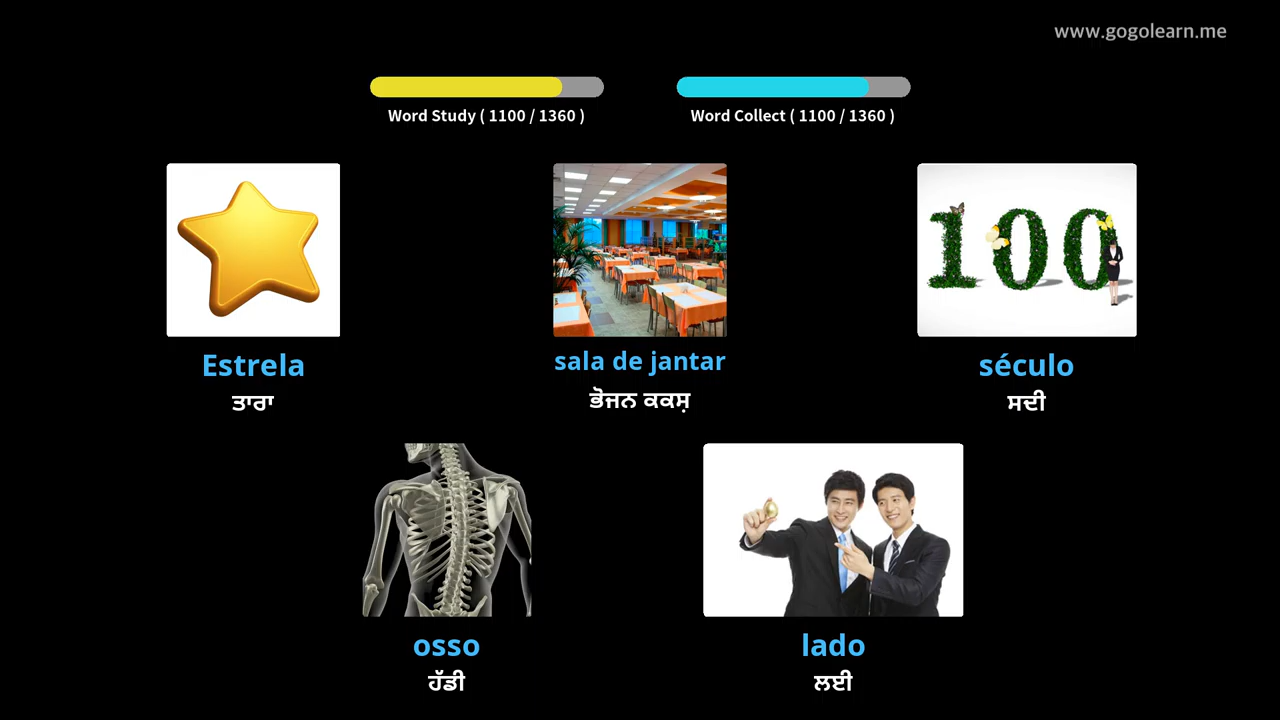 www.gogolearn.me
Word Study ( 1100 / 1360 )
Word Collect ( 1100 / 1360 )
Estrela
ਤਾਰਾ
sala de jantar
ਭੋਜਨ ਕਕਸ਼
século
ਸਦੀ
osso
ਹੱਡੀ
lado
ਲਈ